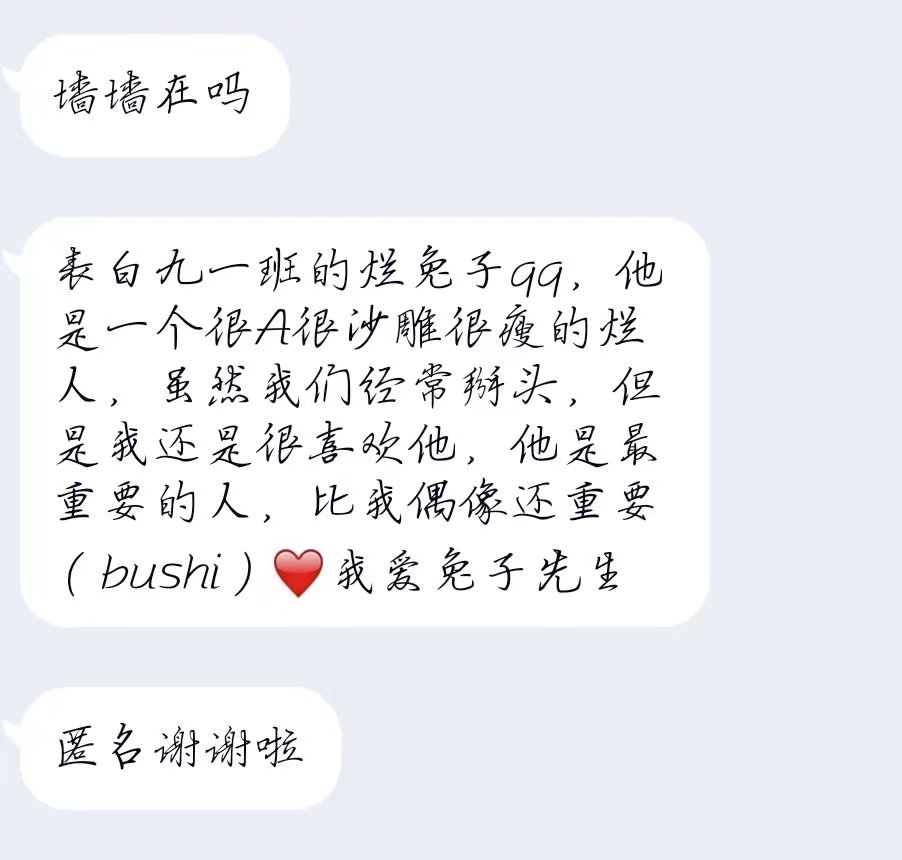 墙墙在吗
表白九一班的烂兔子qq，他
是一个很A很沙雕很瘦的烂
人，虽然我们经常掰头，但
是我还是很喜欢他，他是最
重要的人，比我偶像还重要
（bushi）❤️我爱兔子先生
匿名谢谢啦